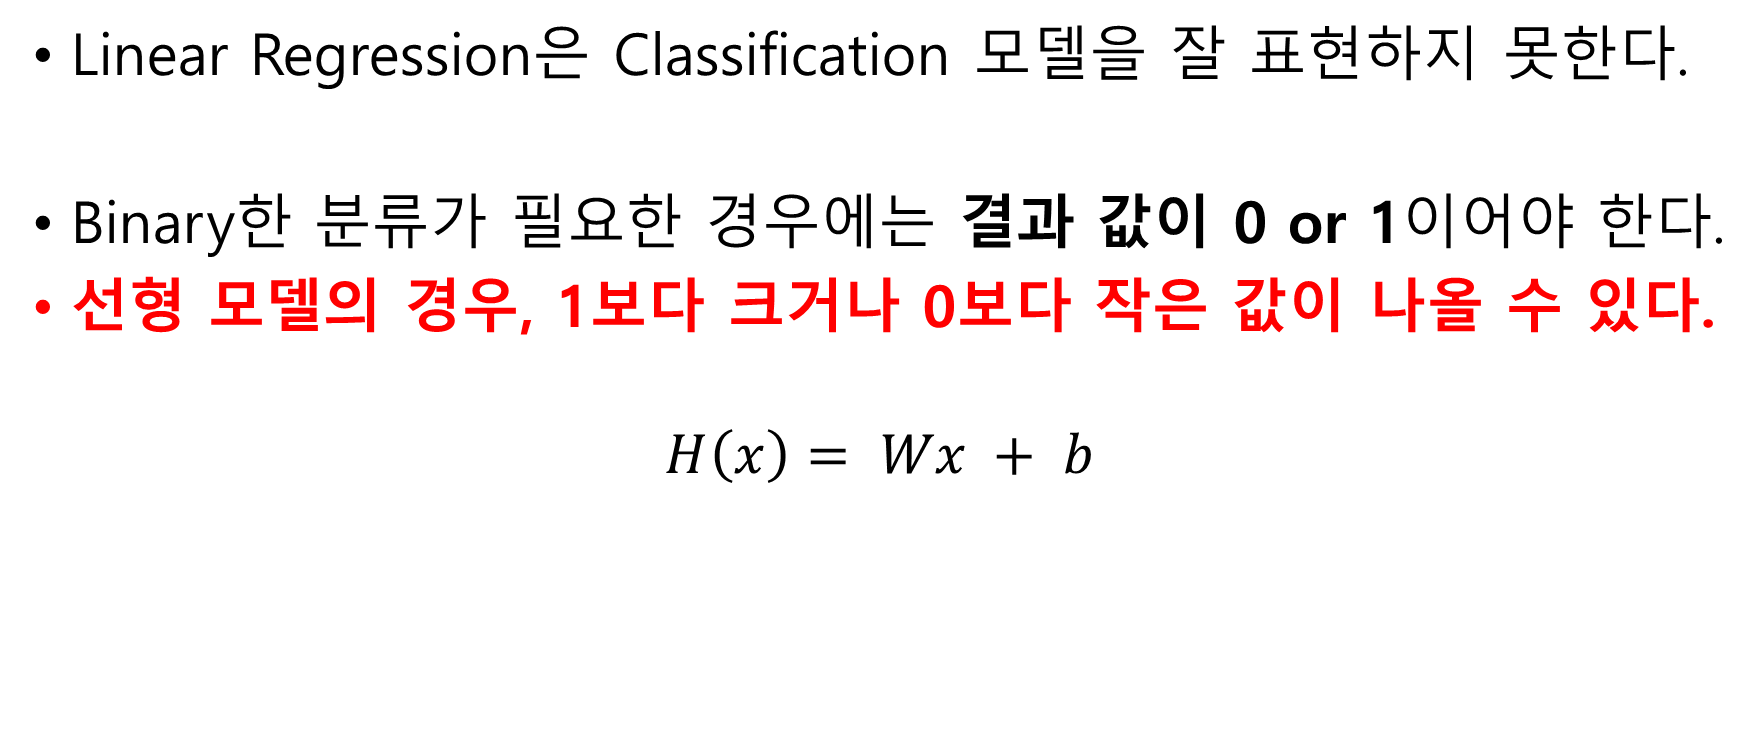 • Linear Regression은 Classification 모델을 잘 표현하지 못한다.
• Binary한 분류가 필요한 경우에는 결과 값이 0 or 1이어야 한다.
• 선형 모델의 경우, 1보다 크거나 0보다 작은 값이 나올 수 있다.
H(x) = Wx + b